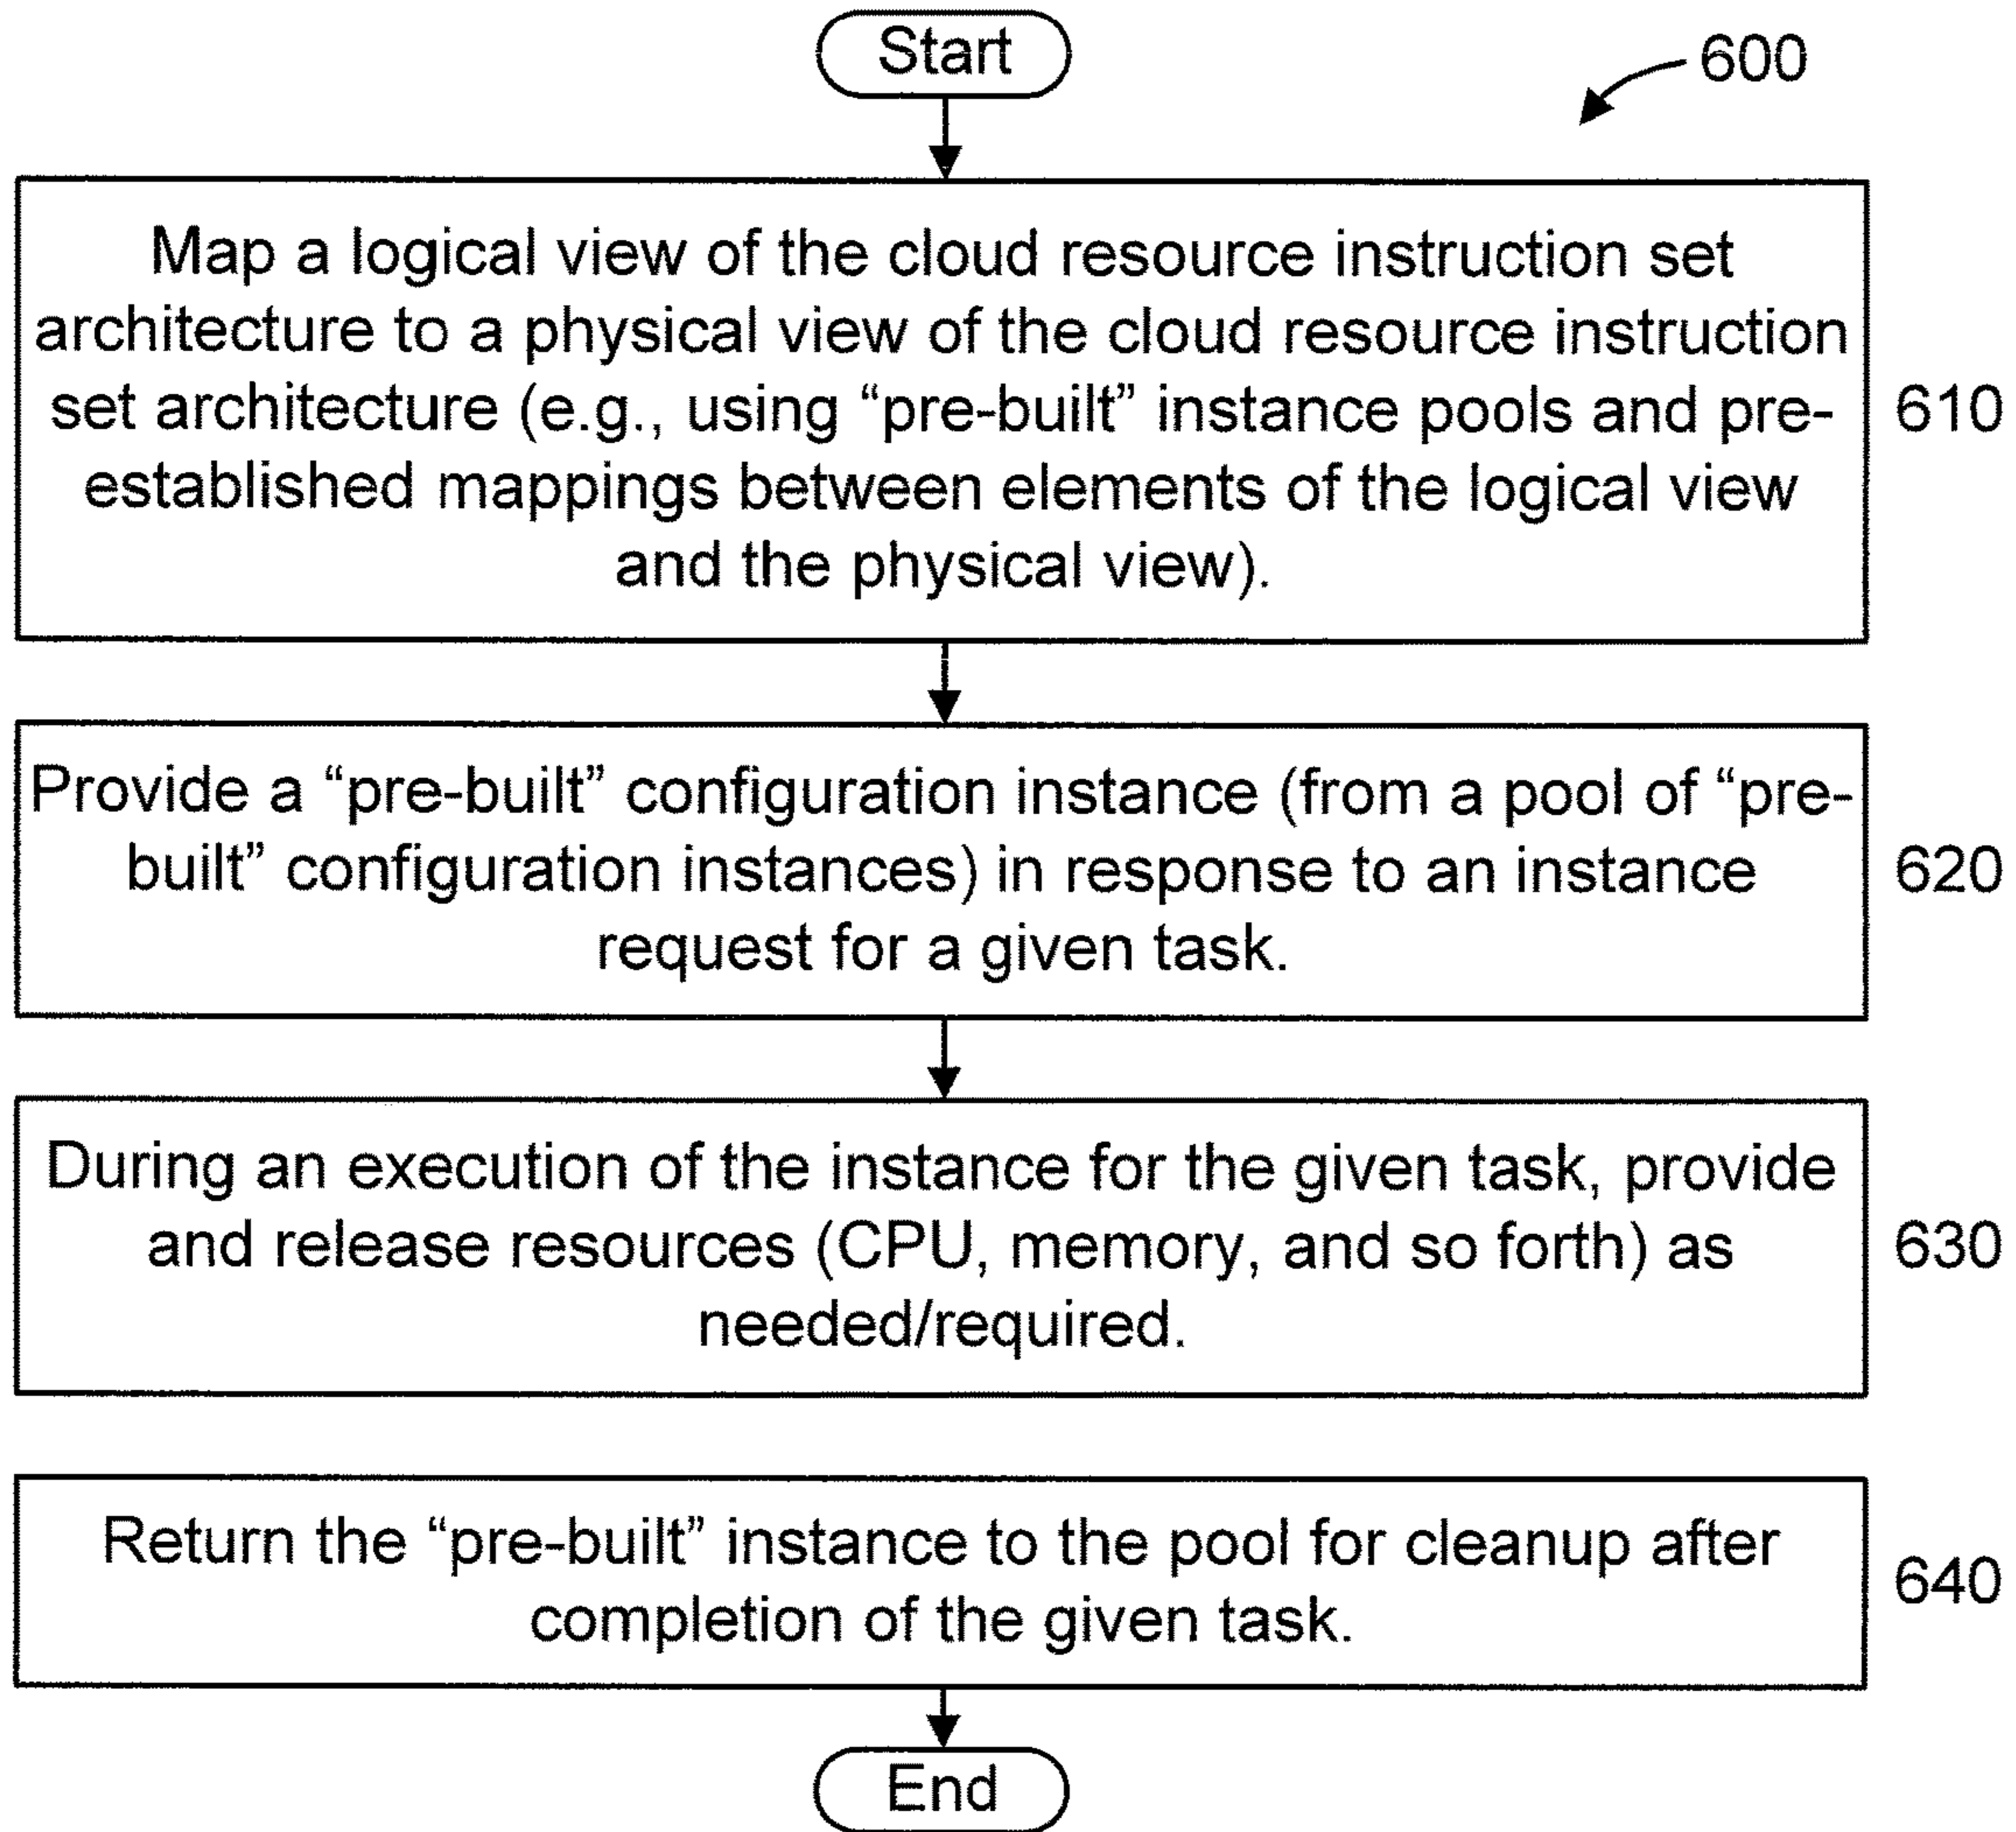 Start
600
Map a logical view of the cloud resource instruction set
architecture to a physical view of the cloud resource instruction
set architecture (e.g., using “pre-built” instance pools and pre-
established mappings between elements of the logical view
and the physical view).
610
Provide a “pre-built” configuration instance (from a pool of “pre-
built” configuration instances) in response to an instance
request for a given task.
620
During an execution of the instance for the given task, provide
and release resources (CPU, memory, and so forth) as
needed/required.
630
Return the “pre-built” instance to the pool for cleanup after
completion of the given task.
640
End